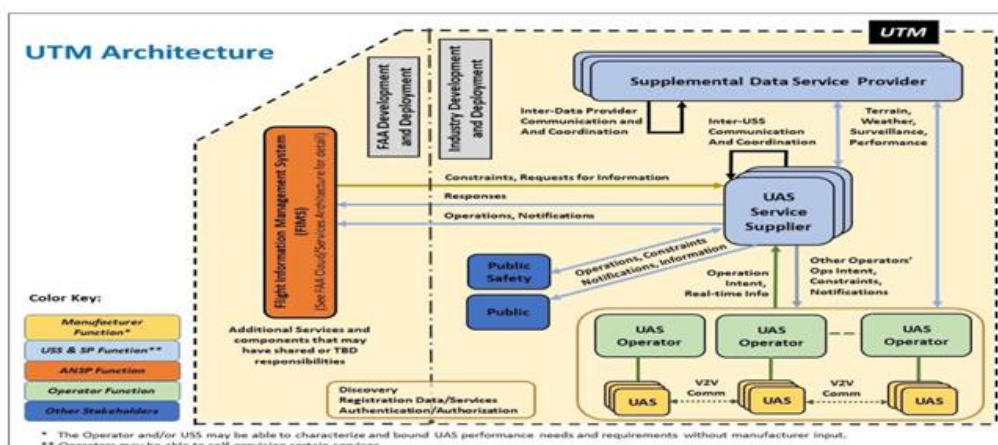 UTM Architecture
UTM
FAA Development
and Deployment
Industry Development
and Deployment
Supplemental Data Service Provider
Inter-Data Provider
Communication and
And Coordination
Inter-USS
Communication
And Coordination
Terrain,
Weather,
Surveillance,
Performance
Flight Information Management System
(FIMS)
(See FAA Cloud/Services Architecture for detail)
Constraints, Requests for Information
Responses
Operations, Notifications
UAS
Service
Supplier
Operations, Constraints
Notifications, Information
Public
Safety
Public
Operation
Intent,
Real-time Info
Other Operators'
Ops Intent,
Constraints,
Notifications
Color Key:
Manufacturer
Function*
USS & SP Function**
ANSP Function
Operator Function
Other Stakeholders
Additional Services and
components that may
have shared or TBD
responsibilities
Discovery
Registration Data/Services
Authentication/Authorization
UAS
Operator
UAS
Operator
UAS
Operator
V2V
Comm
V2V
Comm
UAS
UAS
UAS
* The Operator and/or USS may be able to characterize and bound UAS performance needs and requirements without manufacturer input.